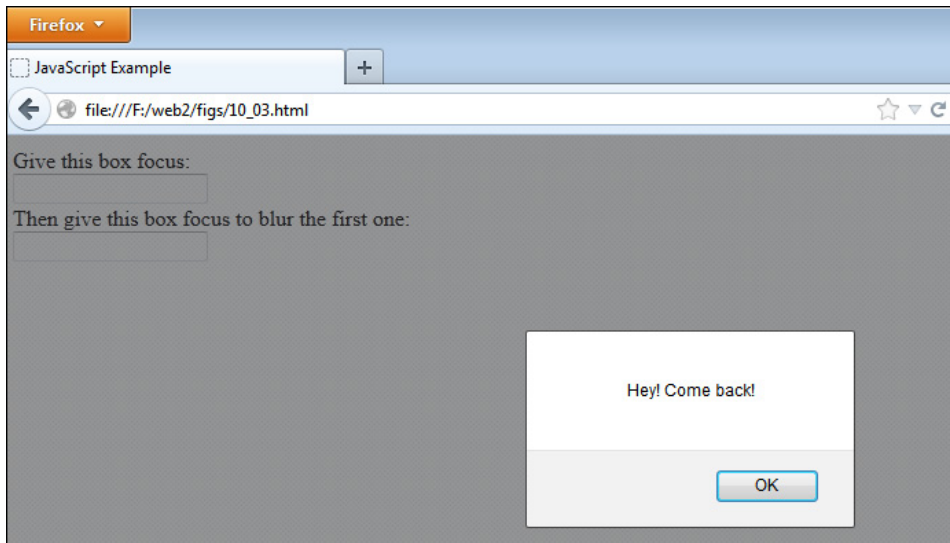 Firefox
JavaScript Example
file:///F:/web2/figs/10_03.html
Give this box focus:
Then give this box focus to blur the first one:
Hey! Come back!
OK